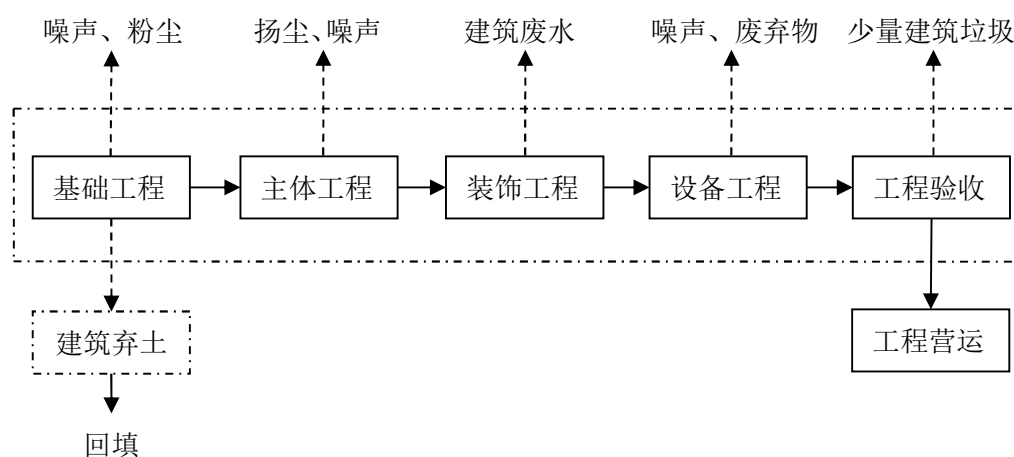 噪声、粉尘
扬尘、噪声
建筑废水
噪声、废弃物
少量建筑垃圾
基础工程
主体工程
装饰工程
设备工程
工程验收
建筑弃土
工程营运
回填